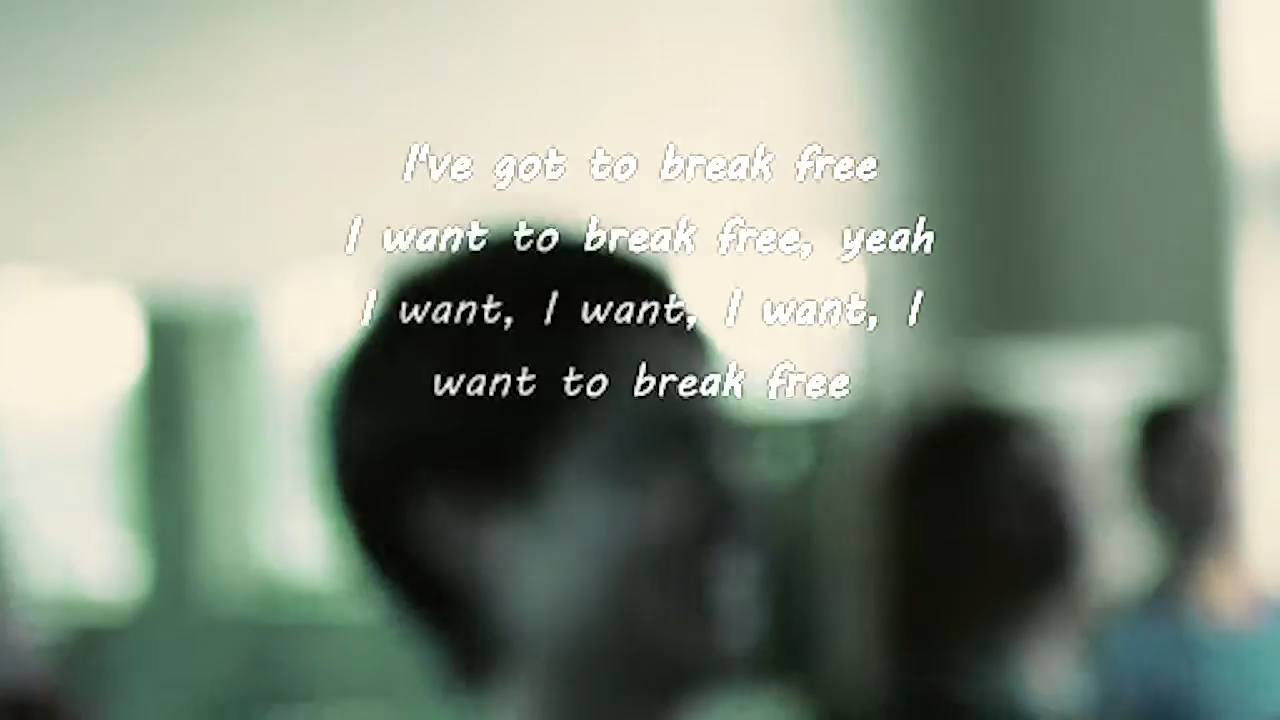 I've got to break free
I want to break free, yeah
I want, I want, I want, I
want to break free